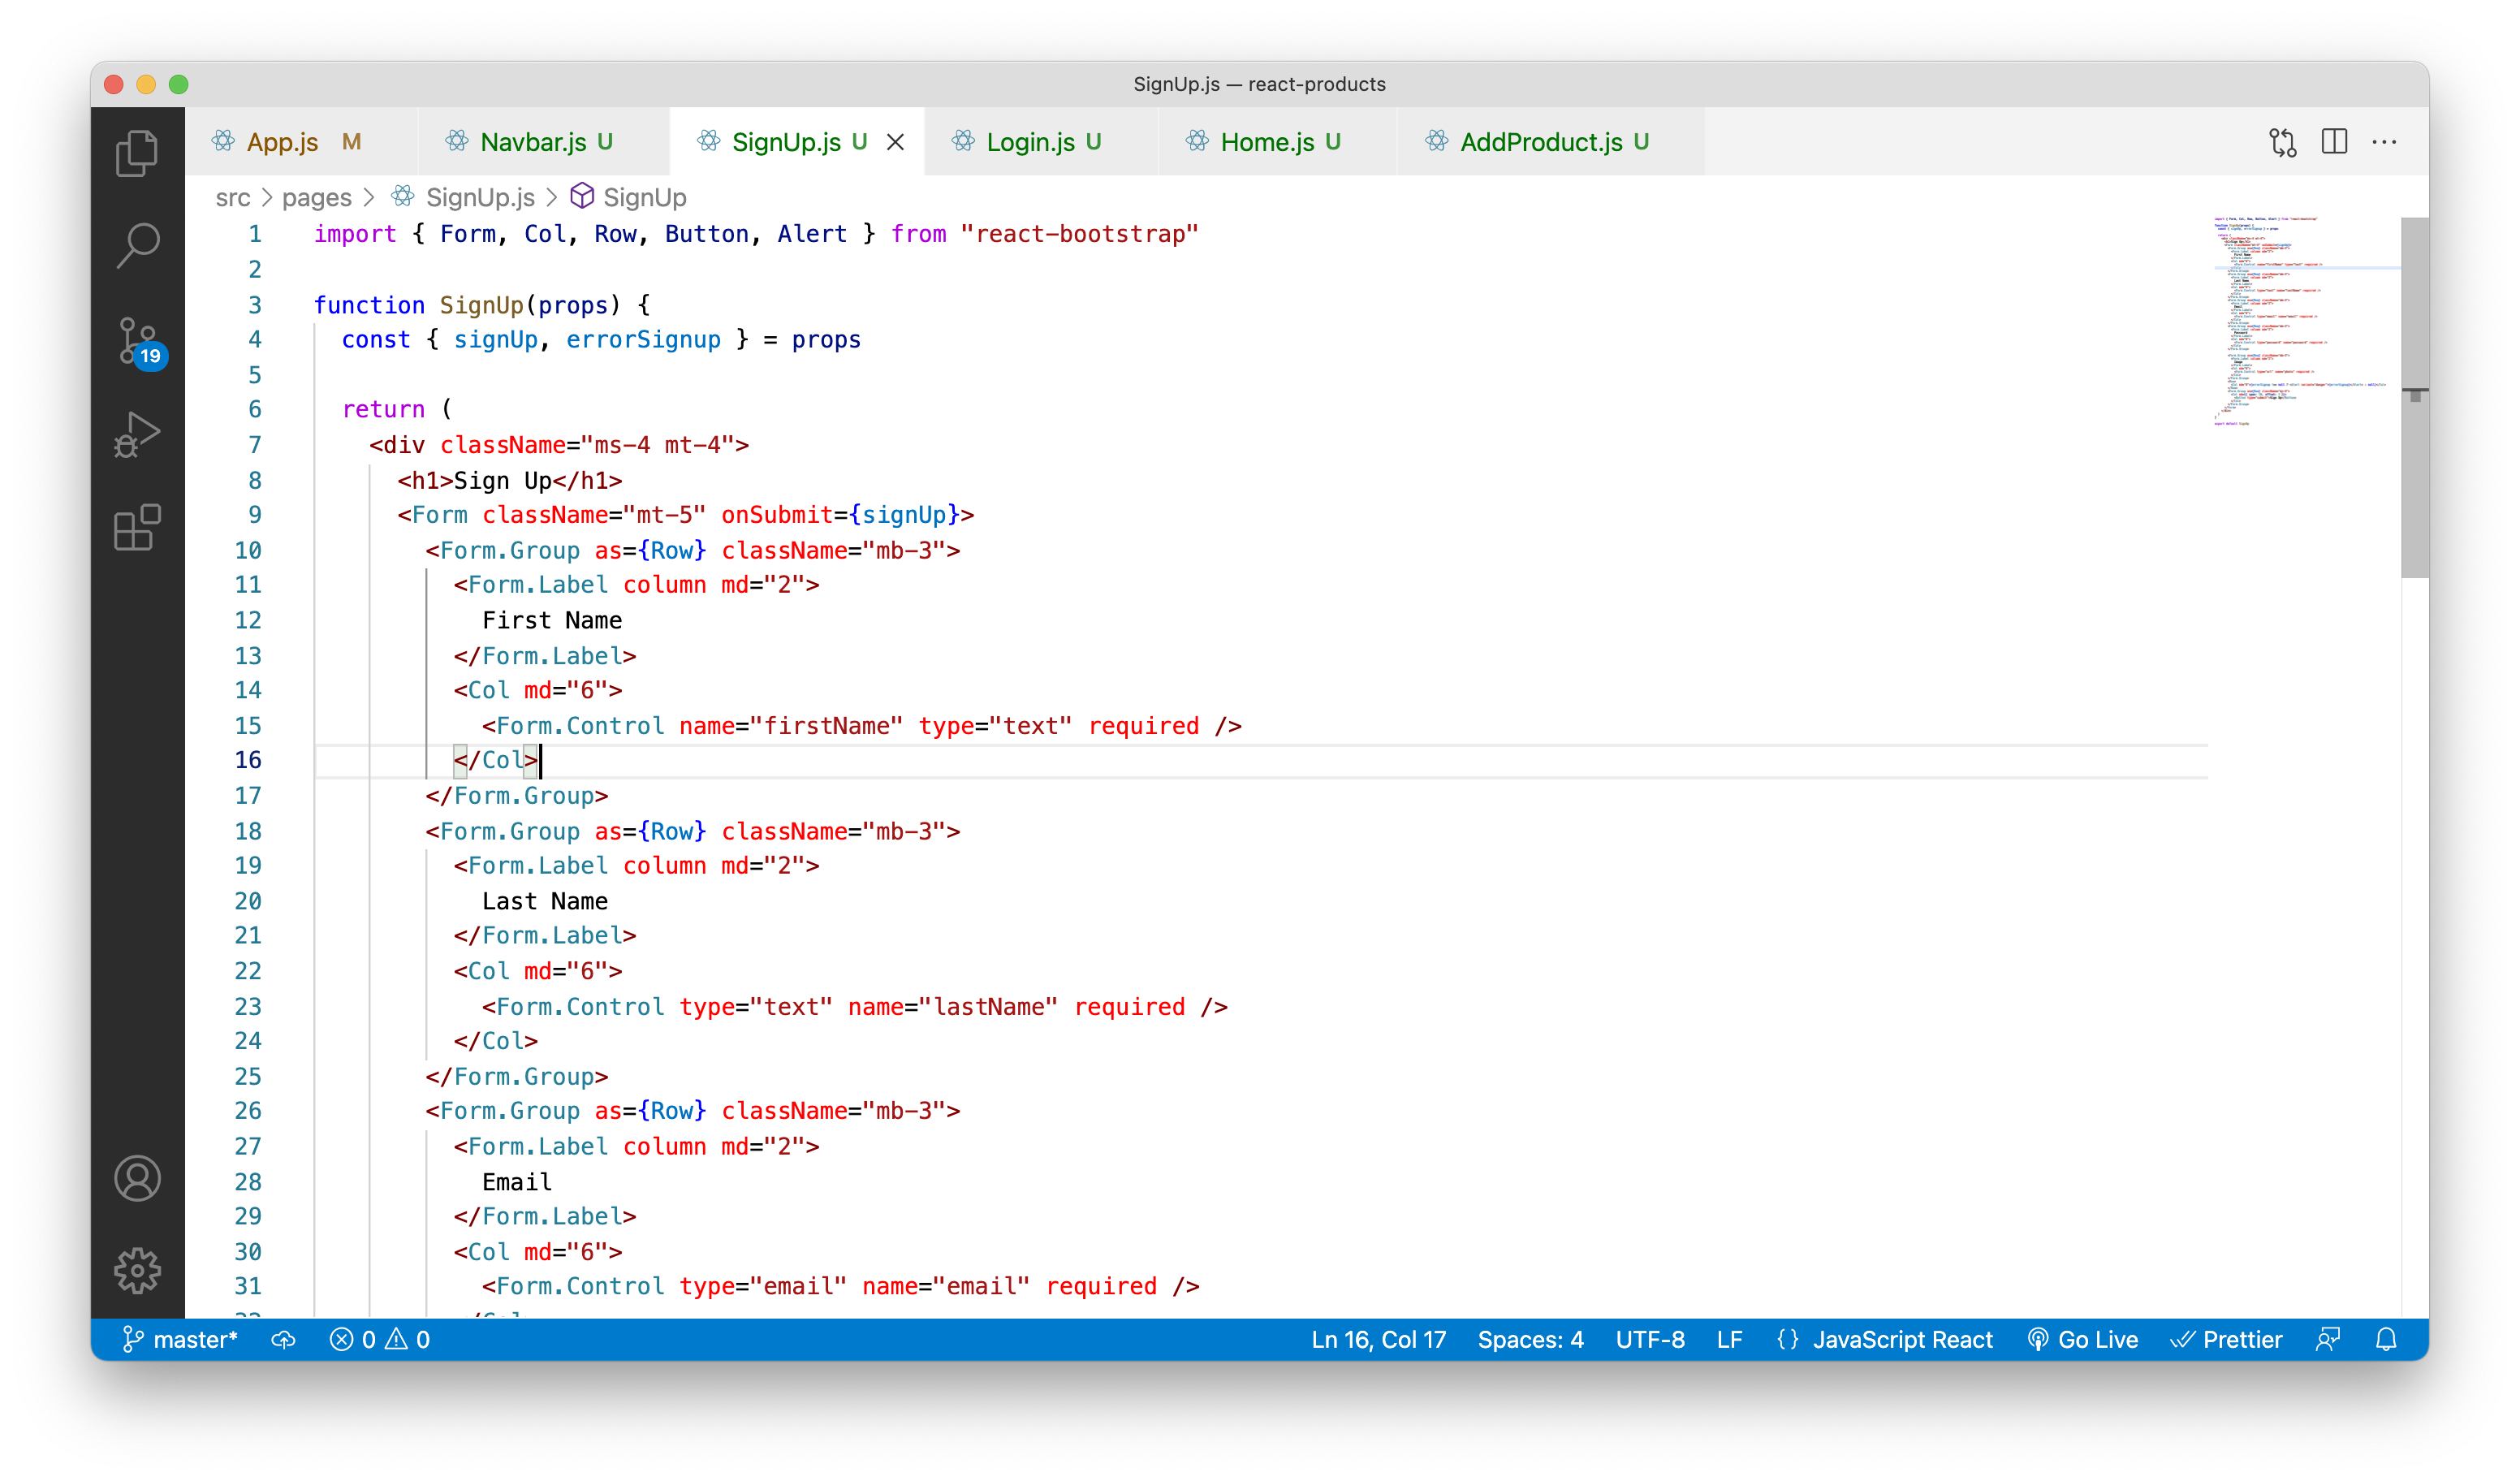 SignUp.js — react-products
App.js M Navbar.js U SignUp.js U Login.js U Home.js U AddProduct.js U
src > pages > SignUp.js > SignUp
1 import { Form, Col, Row, Button, Alert } from "react-bootstrap"
2
3 function SignUp(props) {
4 const { signUp, errorSignup } = props
5
6 return (
7 <div className="ms-4 mt-4">
8 <h1>Sign Up</h1>
9 <Form className="mt-5" onSubmit={signUp}>
10 <Form.Group as={Row} className="mb-3">
11 <Form.Label column md="2">
12 First Name
13 </Form.Label>
14 <Col md="6">
15 <Form.Control name="firstName" type="text" required />
16 </Col>
17 </Form.Group>
18 <Form.Group as={Row} className="mb-3">
19 <Form.Label column md="2">
20 Last Name
21 </Form.Label>
22 <Col md="6">
23 <Form.Control type="text" name="lastName" required />
24 </Col>
25 </Form.Group>
26 <Form.Group as={Row} className="mb-3">
27 <Form.Label column md="2">
28 Email
29 </Form.Label>
30 <Col md="6">
31 <Form.Control type="email" name="email" required />
19
master* 0 0 Ln 16, Col 17 Spaces: 4 UTF-8 LF {} JavaScript React Go Live Prettier